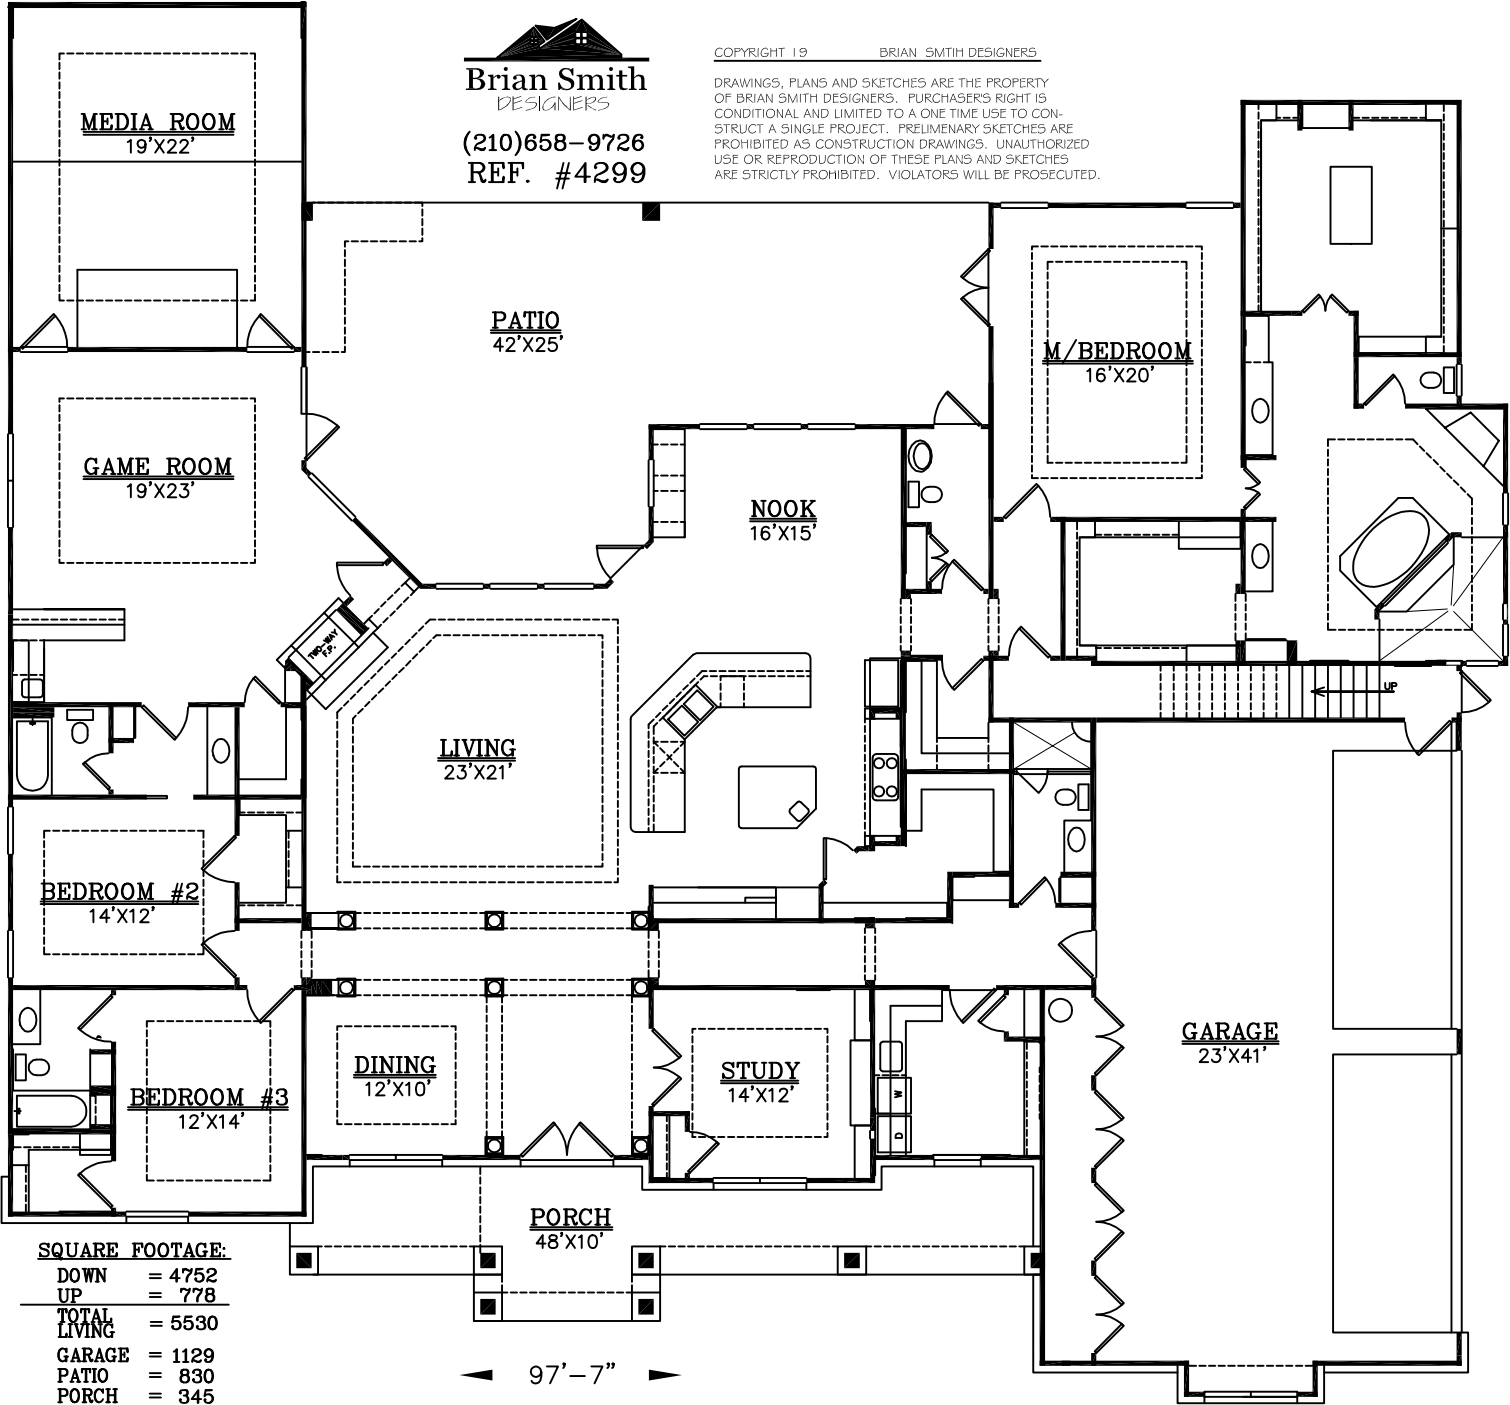 Brian Smith
DESIGNERS
(210)658-9726
REF. #4299
COPYRIGHT 19 BRIAN SMTIH DESIGNERS
DRAWINGS, PLANS AND SKETCHES ARE THE PROPERTY
OF BRIAN SMITH DESIGNERS. PURCHASER'S RIGHT IS
CONDITIONAL AND LIMITED TO A ONE TIME USE TO CON-
STRUCT A SINGLE PROJECT. PRELIMENARY SKETCHES ARE
PROHIBITED AS CONSTRUCTION DRAWINGS. UNAUTHORIZED
USE OR REPRODUCTION OF THESE PLANS AND SKETCHES
ARE STRICTLY PROHIBITED. VIOLATORS WILL BE PROSECUTED.
MEDIA ROOM
19'X22'
PATIO
42'X25'
M/BEDROOM
16'X20'
GAME ROOM
19'X23'
NOOK
16'X15'
TWO-WAY
F.P.
UP
LIVING
23'X21'
BEDROOM #2
14'X12'
GARAGE
23'X41'
DINING
12'X10'
STUDY
14'X12'
W
D
BEDROOM #3
12'X14'
PORCH
48'X10'
SQUARE FOOTAGE:
DOWN = 4752
UP = 778
TOTAL
LIVING = 5530
GARAGE = 1129
PATIO = 830
PORCH = 345
97'-7"